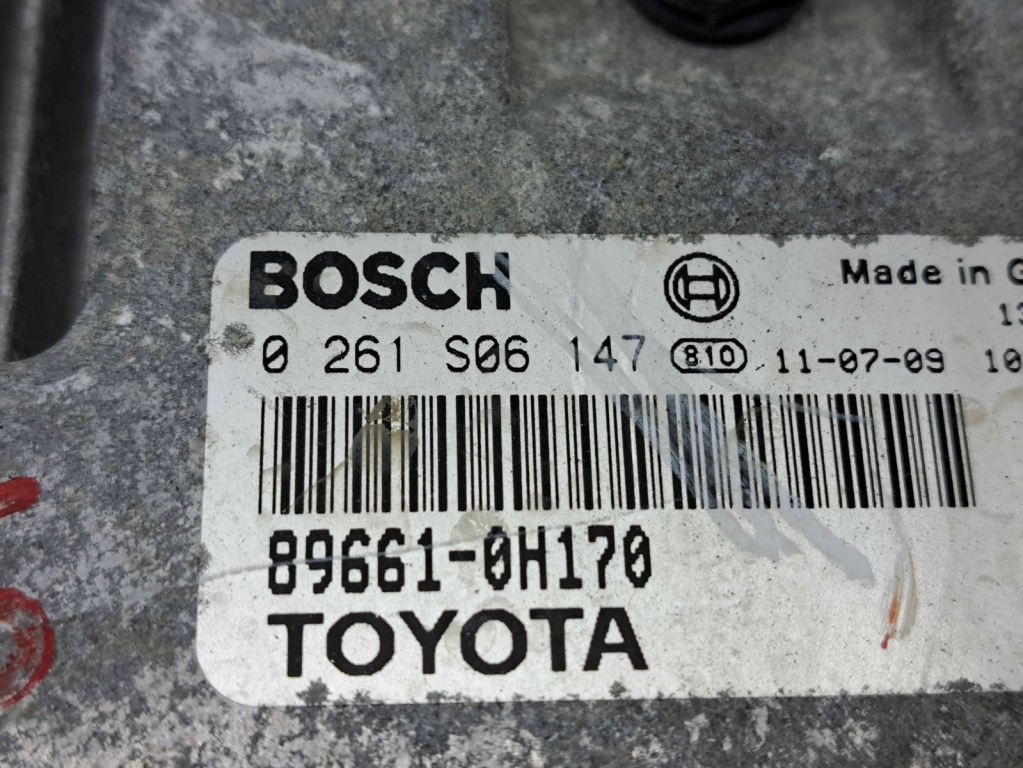 BOSCH
Made in G
13
0 261 S06 147 810 11-07-09 10
89661-0H170
TOYOTA